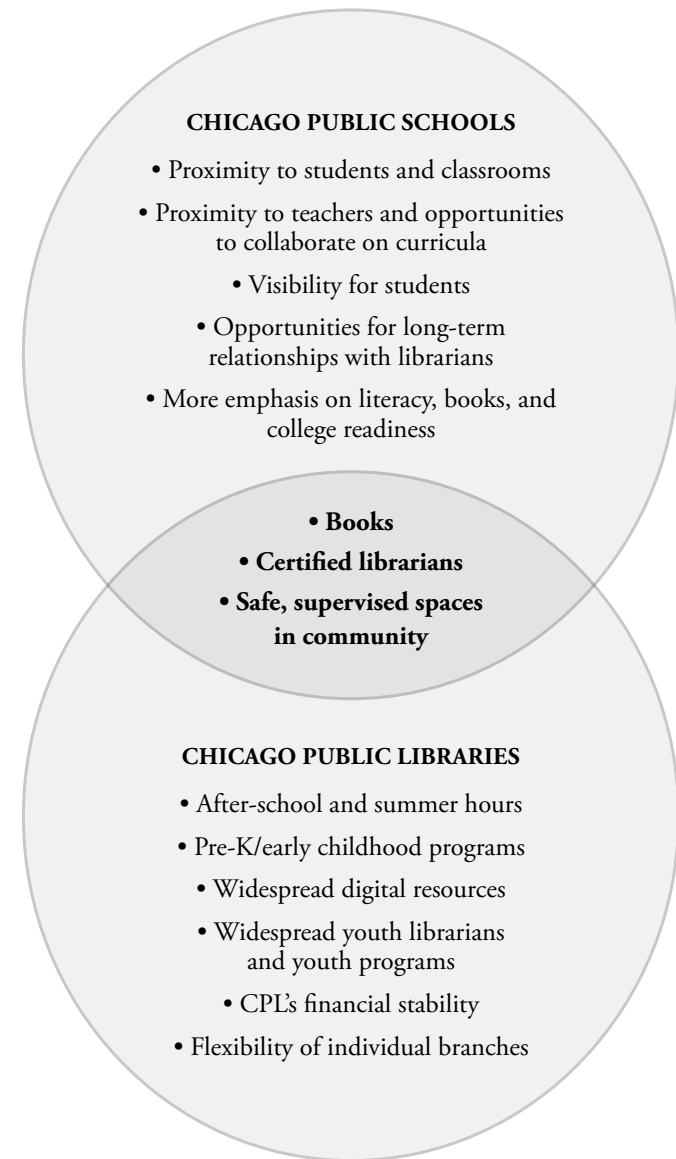 CHICAGO PUBLIC SCHOOLS
• Proximity to students and classrooms
• Proximity to teachers and opportunities
to collaborate on curricula
• Visibility for students
• Opportunities for long-term
relationships with librarians
• More emphasis on literacy, books, and
college readiness
• Books
• Certified librarians
• Safe, supervised spaces
in community
CHICAGO PUBLIC LIBRARIES
• After-school and summer hours
• Pre-K/early childhood programs
• Widespread digital resources
• Widespread youth librarians
and youth programs
• CPL’s financial stability
• Flexibility of individual branches